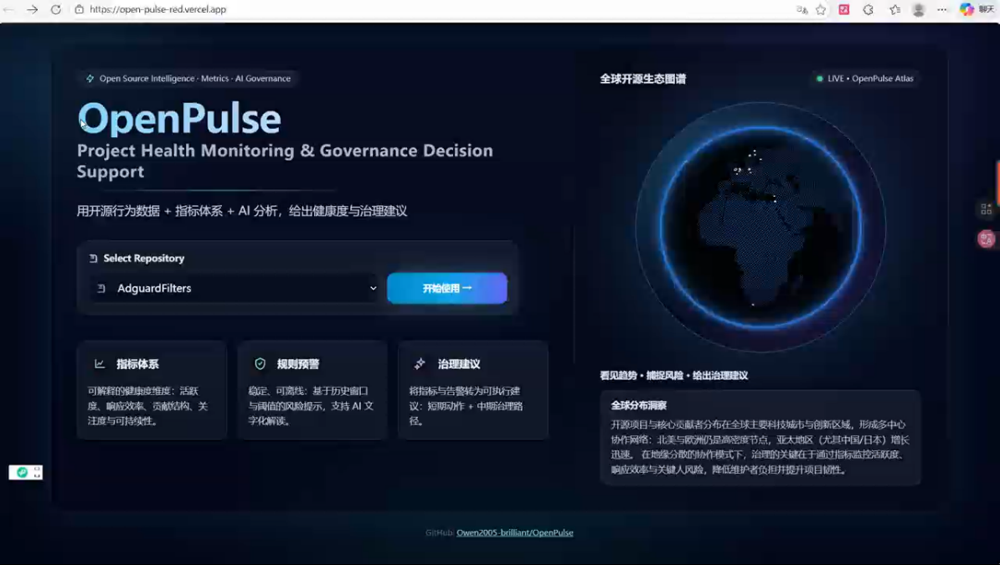 https://open-pulse-red.vercel.app
聊天
Open Source Intelligence · Metrics · AI Governance
OpenPulse
Project Health Monitoring & Governance Decision
Support
用开源行为数据 + 指标体系 + AI 分析，给出健康度与治理建议
Select Repository
AdguardFilters
开始使用 →
指标体系
可解释的健康度维度：活跃
度、响应效率、贡献结构、关
注度与可持续性。
规则预警
稳定、可离线：基于历史窗口
与阈值的风险提示，支持 AI 文
字化解读。
治理建议
将指标与告警转为可执行建
议：短期动作 + 中期治理路
径。
全球开源生态图谱
LIVE • OpenPulse Atlas
看见趋势 · 捕捉风险 · 给出治理建议
全球分布洞察
开源项目与核心贡献者分布在全球主要科技城市与创新区域，形成多中心
协作网络：北美与欧洲仍是高密度节点，亚太地区（尤其中国/日本）增长
迅速。 在地缘分散的协作模式下，治理的关键在于通过指标监控活跃度、
响应效率与关键人风险，降低维护者负担并提升项目韧性。
GitHub: Owen2005-brilliant/OpenPulse